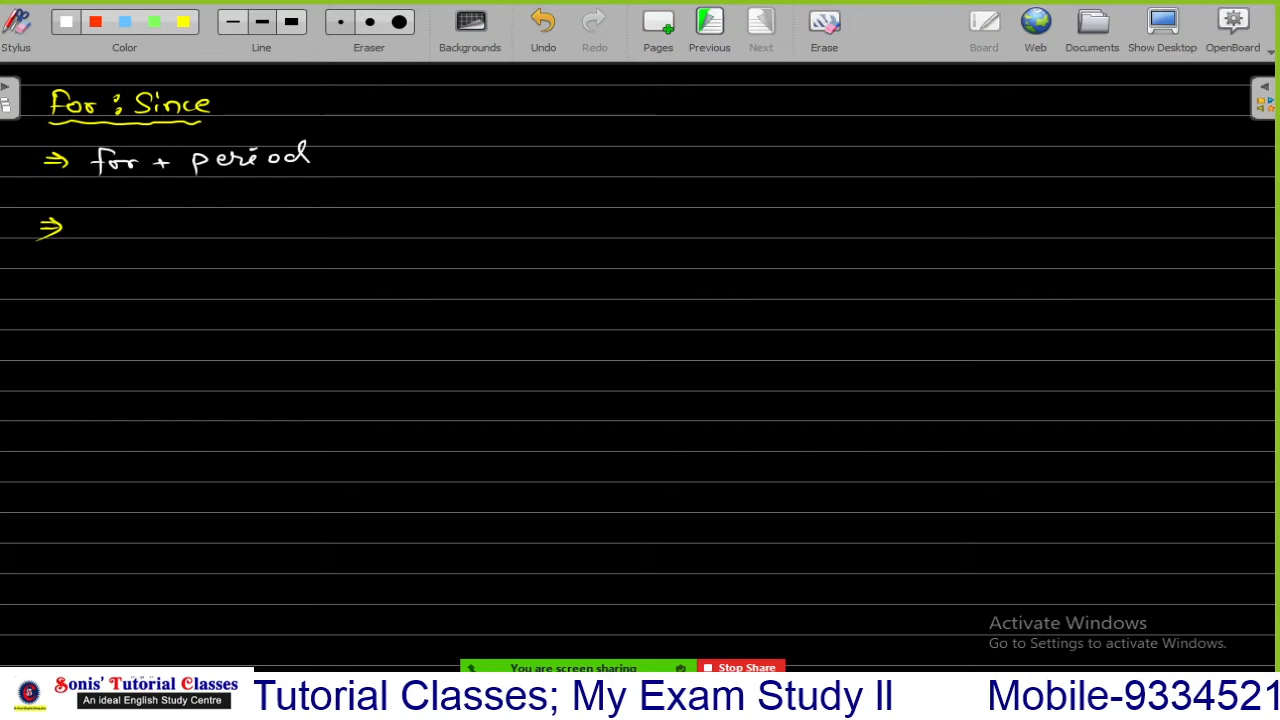 Stylus
Color
Line
Eraser
Backgrounds
Undo
Redo
Pages
Previous
Next
Erase
Board
Web
Documents
Show Desktop
OpenBoard
For : Since
⇒ for + period
⇒
Activate Windows
Go to Settings to activate Windows.
You are screen sharing
Stop Share
Sonis' Tutorial Classes
An ideal English Study Centre
Tutorial Classes; My Exam Study ll
Mobile-9334521